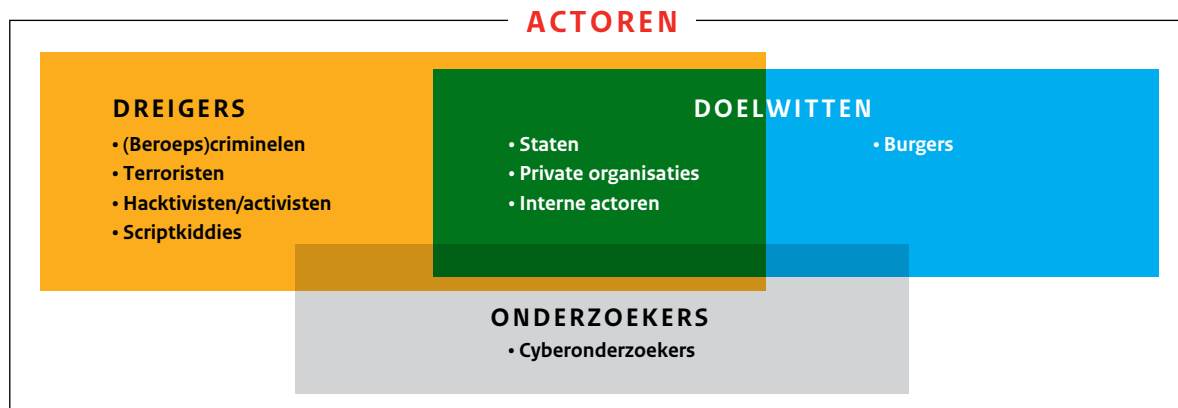 ACTOREN
DREIGERS
• (Beroeps)criminelen
• Terroristen
• Hacktivisten/activisten
• Scriptkiddies
DOELWITTEN
• Staten
• Private organisaties
• Interne actoren
• Burgers
ONDERZOEKERS
• Cyberonderzoekers